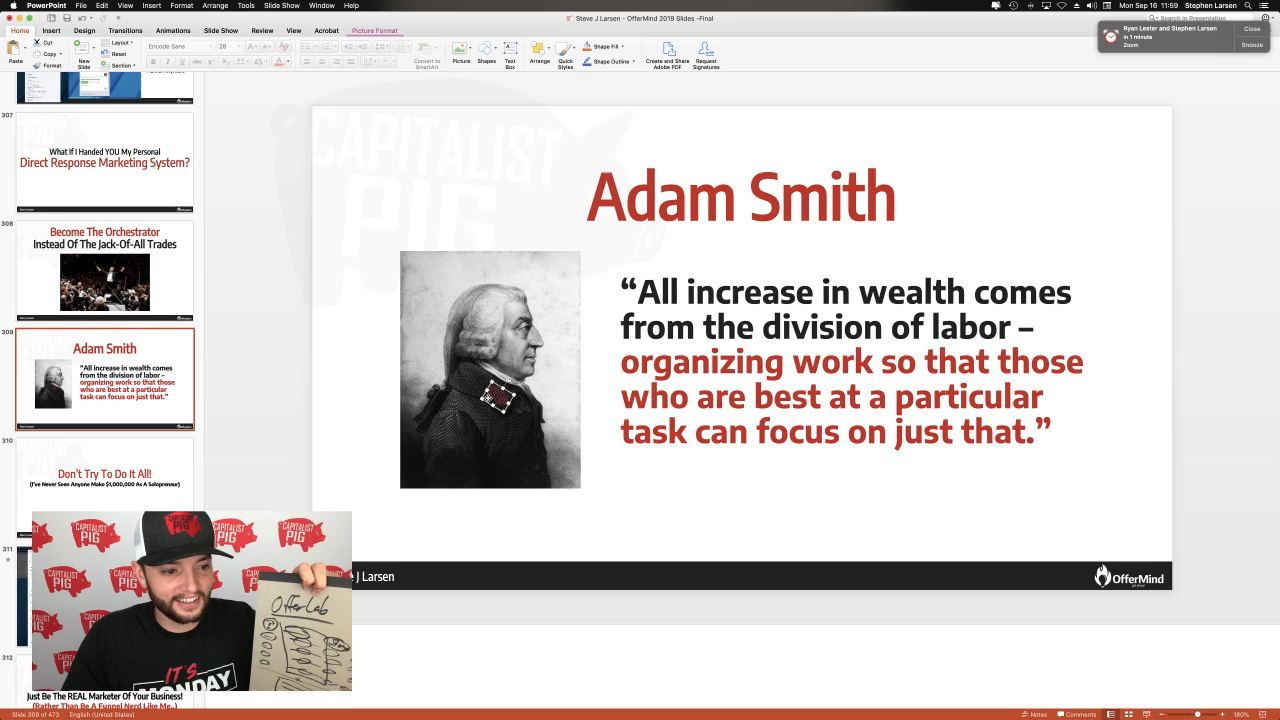 PowerPoint File Edit View Insert Format Arrange Tools Slide Show Window Help
Mon Sep 16 11:59 Stephen Larsen
Steve J Larsen - OfferMind 2019 Slides -Final
Search in Presentation
Home Insert Design Transitions Animations Slide Show Review View Acrobat Picture Format
Ryan Lester and Stephen Larsen
in 1 minute
Zoom
Close
Snooze
Paste
Cut
Copy
Format
New
Slide
Layout
Reset
Section
Encode Sans 28
Convert to
SmartArt
Picture
Shapes
Text
Box
Arrange
Quick
Styles
Shape Fill
Shape Outline
Create and Share
Adobe PDF
Request
Signatures
307
What If I Handed YOU My Personal
Direct Response Marketing System?
308
Become The Orchestrator
Instead Of The Jack-Of-All Trades
309
Adam Smith
“All increase in wealth comes
from the division of labor –
organizing work so that those
who are best at a particular
task can focus on just that.”
310
Don’t Try To Do It All!
(I’ve Never Seen Anyone Make $1,000,000 As A Solopreneur)
311
312
Just Be The REAL Marketer Of Your Business!
(Rather Than Be A Funnel Nerd Like Me..)
CAPITALIST
PIG
Adam Smith
“All increase in wealth comes
from the division of labor –
organizing work so that those
who are best at a particular
task can focus on just that.”
e J Larsen
OfferMind
CAPITALIST
PIG
OfferLab
IT'S
MONDAY
Slide 309 of 473 English (United States)
Notes Comments 180%